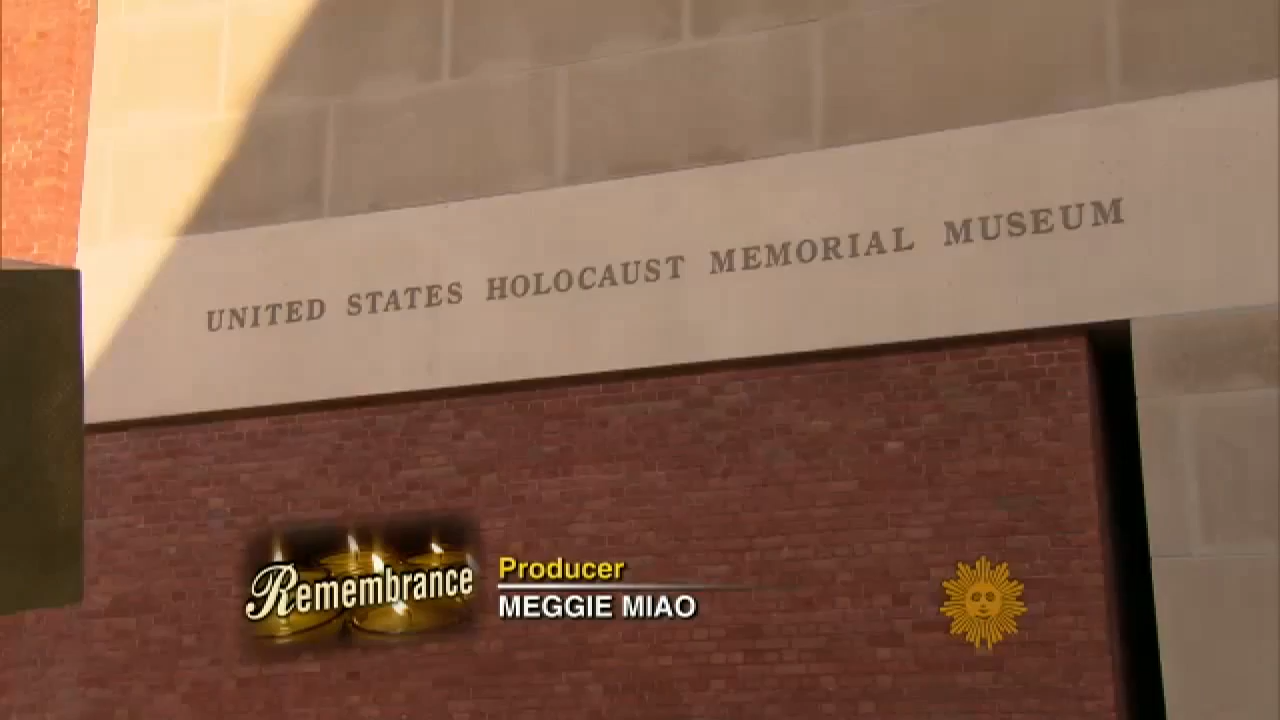 UNITED STATES HOLOCAUST MEMORIAL MUSEUM
Remembrance
Producer
MEGGIE MIAO